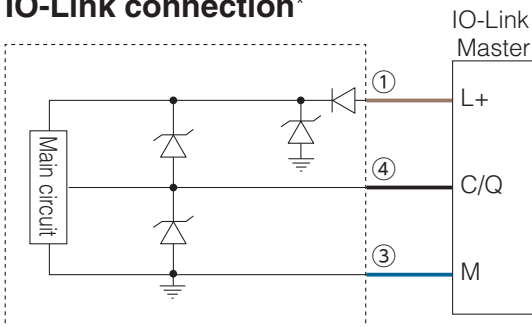 IO-Link connection*
IO-Link
Master
① L+
Main circuit
④ C/Q
③ M